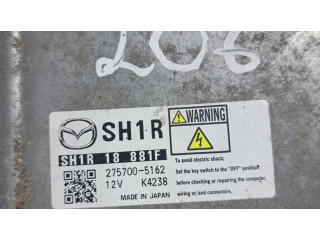 206
SH1R
SH1R 18 881F
275700-5162
12V K4238
MADE IN JAPAN
WARNING
To avoid electric shock;
Set the key switch to the "OFF" position
before checking or repairing the computer,
wiring or/and connectors.